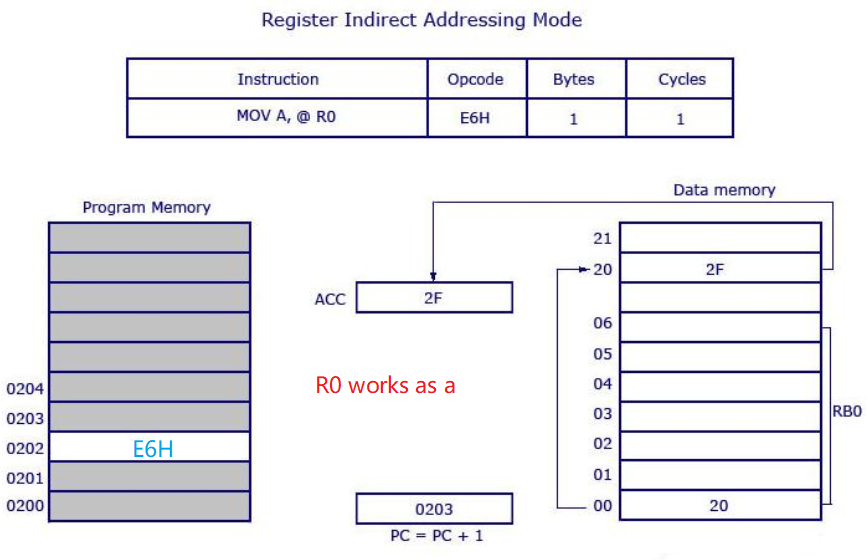 Register Indirect Addressing Mode
Instruction Opcode Bytes Cycles
MOV A, @ R0 E6H 1 1
Program Memory
0204
0203
0202 E6H
0201
0200
ACC 2F
R0 works as a
0203
PC = PC + 1
Data memory
21
20 2F
06
05
04
03
02
01
00 20
RB0